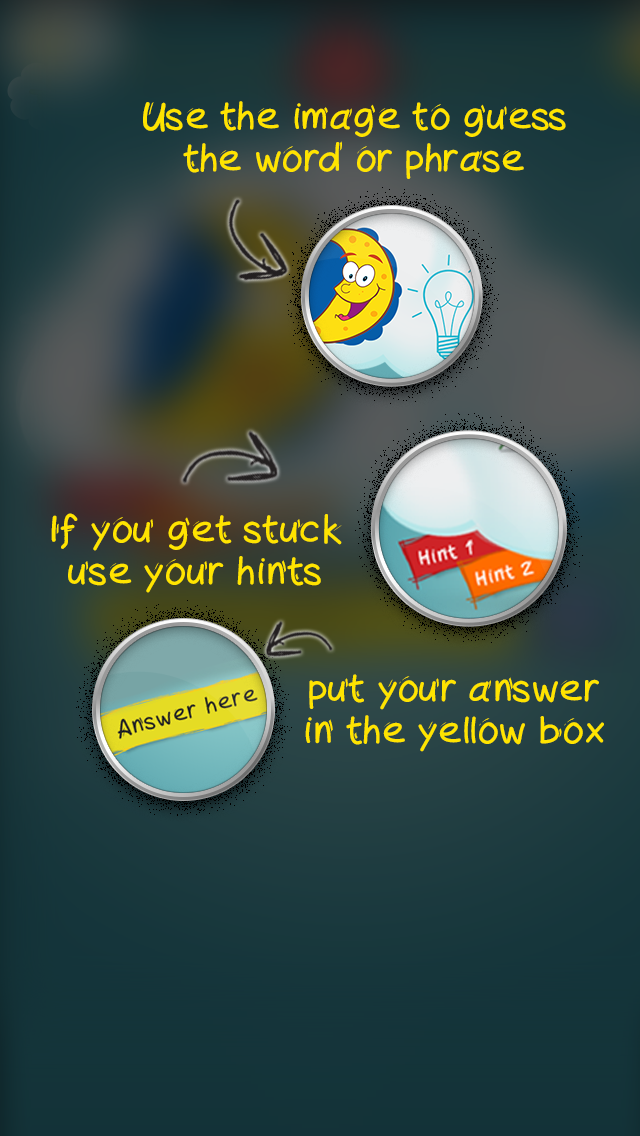 Use the image to guess
the word or phrase
If you get stuck
use your hints
Hint 1
Hint 2
Answer here
put your answer
in the yellow box